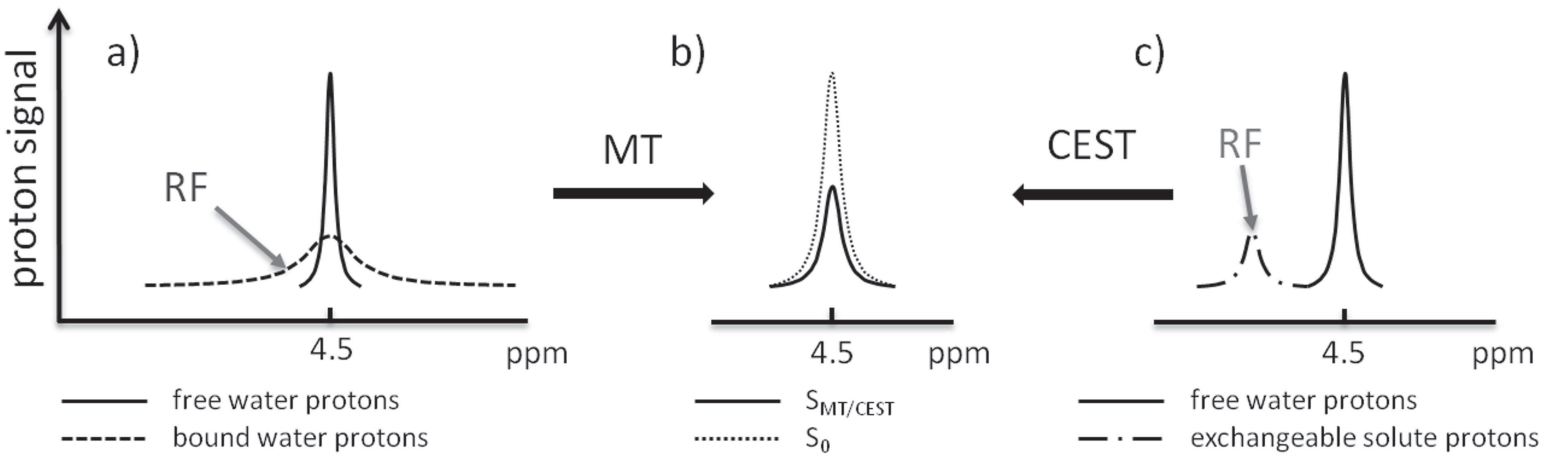 proton signal
a)
RF
4.5
ppm
free water protons
bound water protons
MT
b)
4.5
ppm
S_MT/CEST
S_0
CEST
c)
RF
4.5
ppm
free water protons
exchangeable solute protons